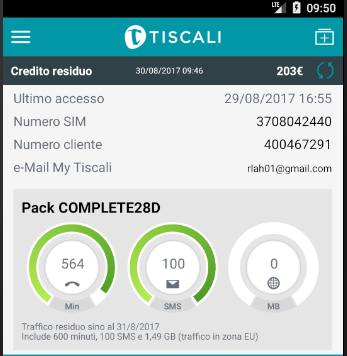 LTE 09:50
TISCALI
Credito residuo 30/08/2017 09:46 203€
Ultimo accesso 29/08/2017 16:55
Numero SIM 3708042440
Numero cliente 400467291
e-Mail My Tiscali rlah01@gmail.com
Pack COMPLETE28D
564 100 0
Min SMS MB
Traffico residuo sino al 31/8/2017
Include 600 minuti, 100 SMS e 1,49 GB (traffico in zona EU)